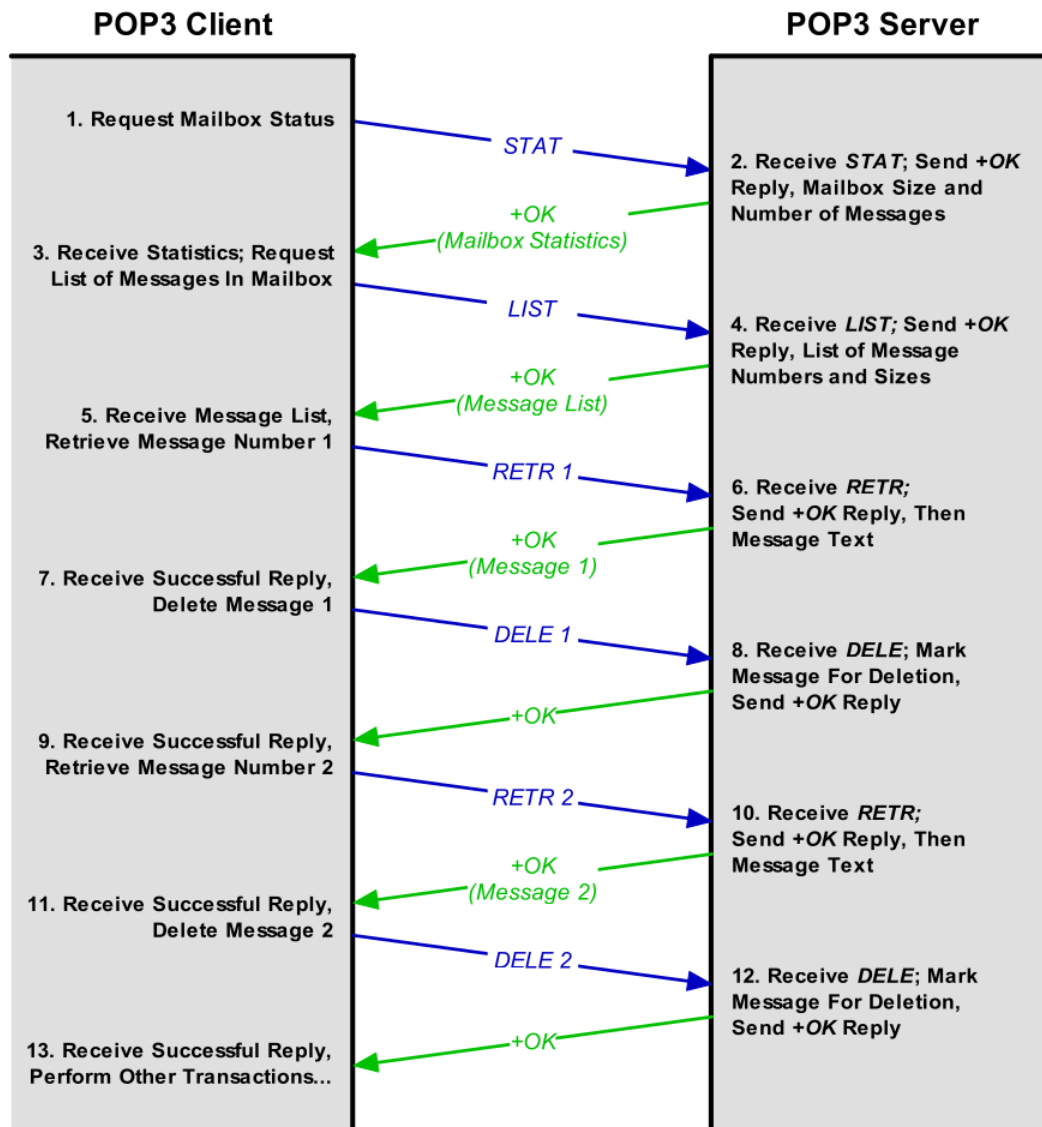 POP3 Client
POP3 Server
1. Request Mailbox Status
STAT
2. Receive STAT; Send +OK
Reply, Mailbox Size and
Number of Messages
+OK
(Mailbox Statistics)
3. Receive Statistics; Request
List of Messages In Mailbox
LIST
4. Receive LIST; Send +OK
Reply, List of Message
Numbers and Sizes
+OK
(Message List)
5. Receive Message List,
Retrieve Message Number 1
RETR 1
6. Receive RETR;
Send +OK Reply, Then
Message Text
+OK
(Message 1)
7. Receive Successful Reply,
Delete Message 1
DELE 1
8. Receive DELE; Mark
Message For Deletion,
Send +OK Reply
+OK
9. Receive Successful Reply,
Retrieve Message Number 2
RETR 2
10. Receive RETR;
Send +OK Reply, Then
Message Text
+OK
(Message 2)
11. Receive Successful Reply,
Delete Message 2
DELE 2
12. Receive DELE; Mark
Message For Deletion,
Send +OK Reply
+OK
13. Receive Successful Reply,
Perform Other Transactions...